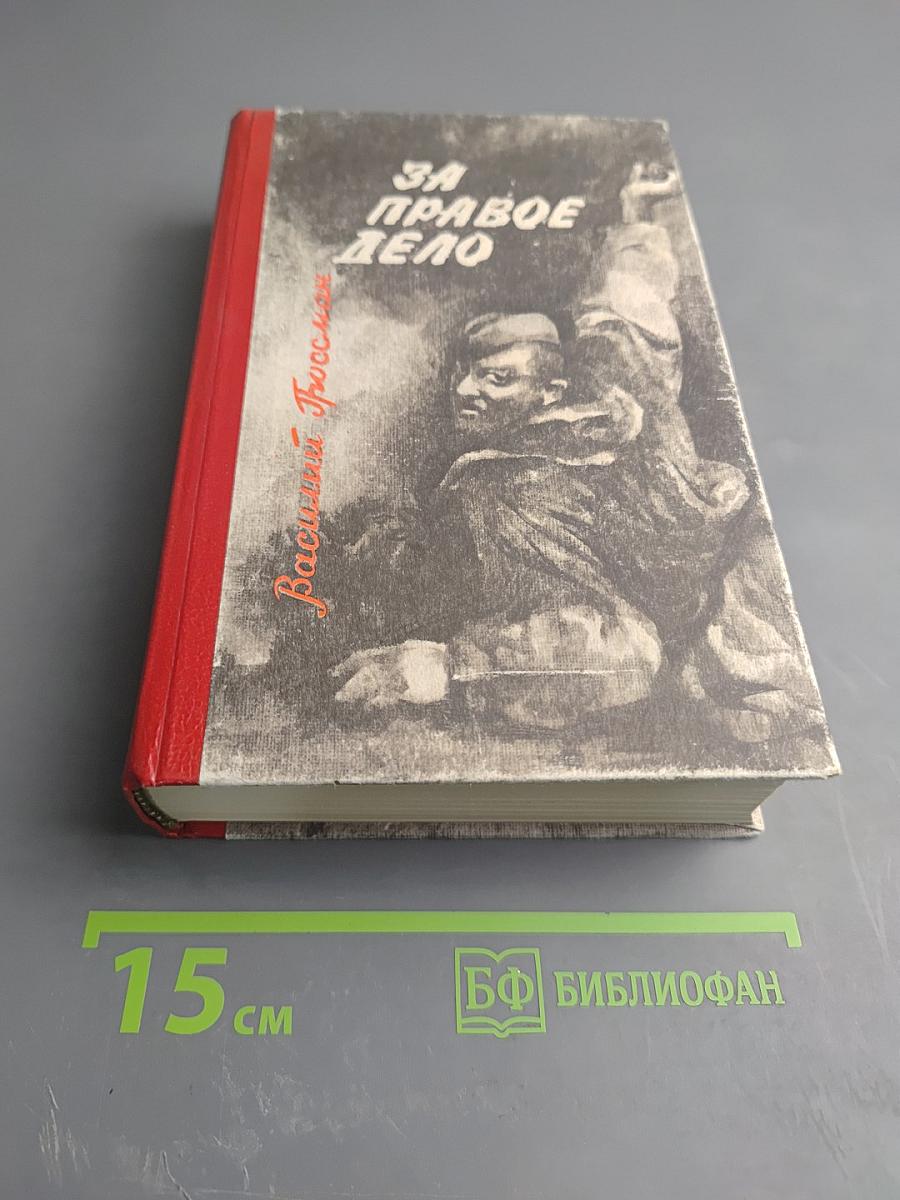 ЗА
ПРАВОЕ
ДЕЛО
Василий Гроссман
15 см
БФ БИБЛИОФАН